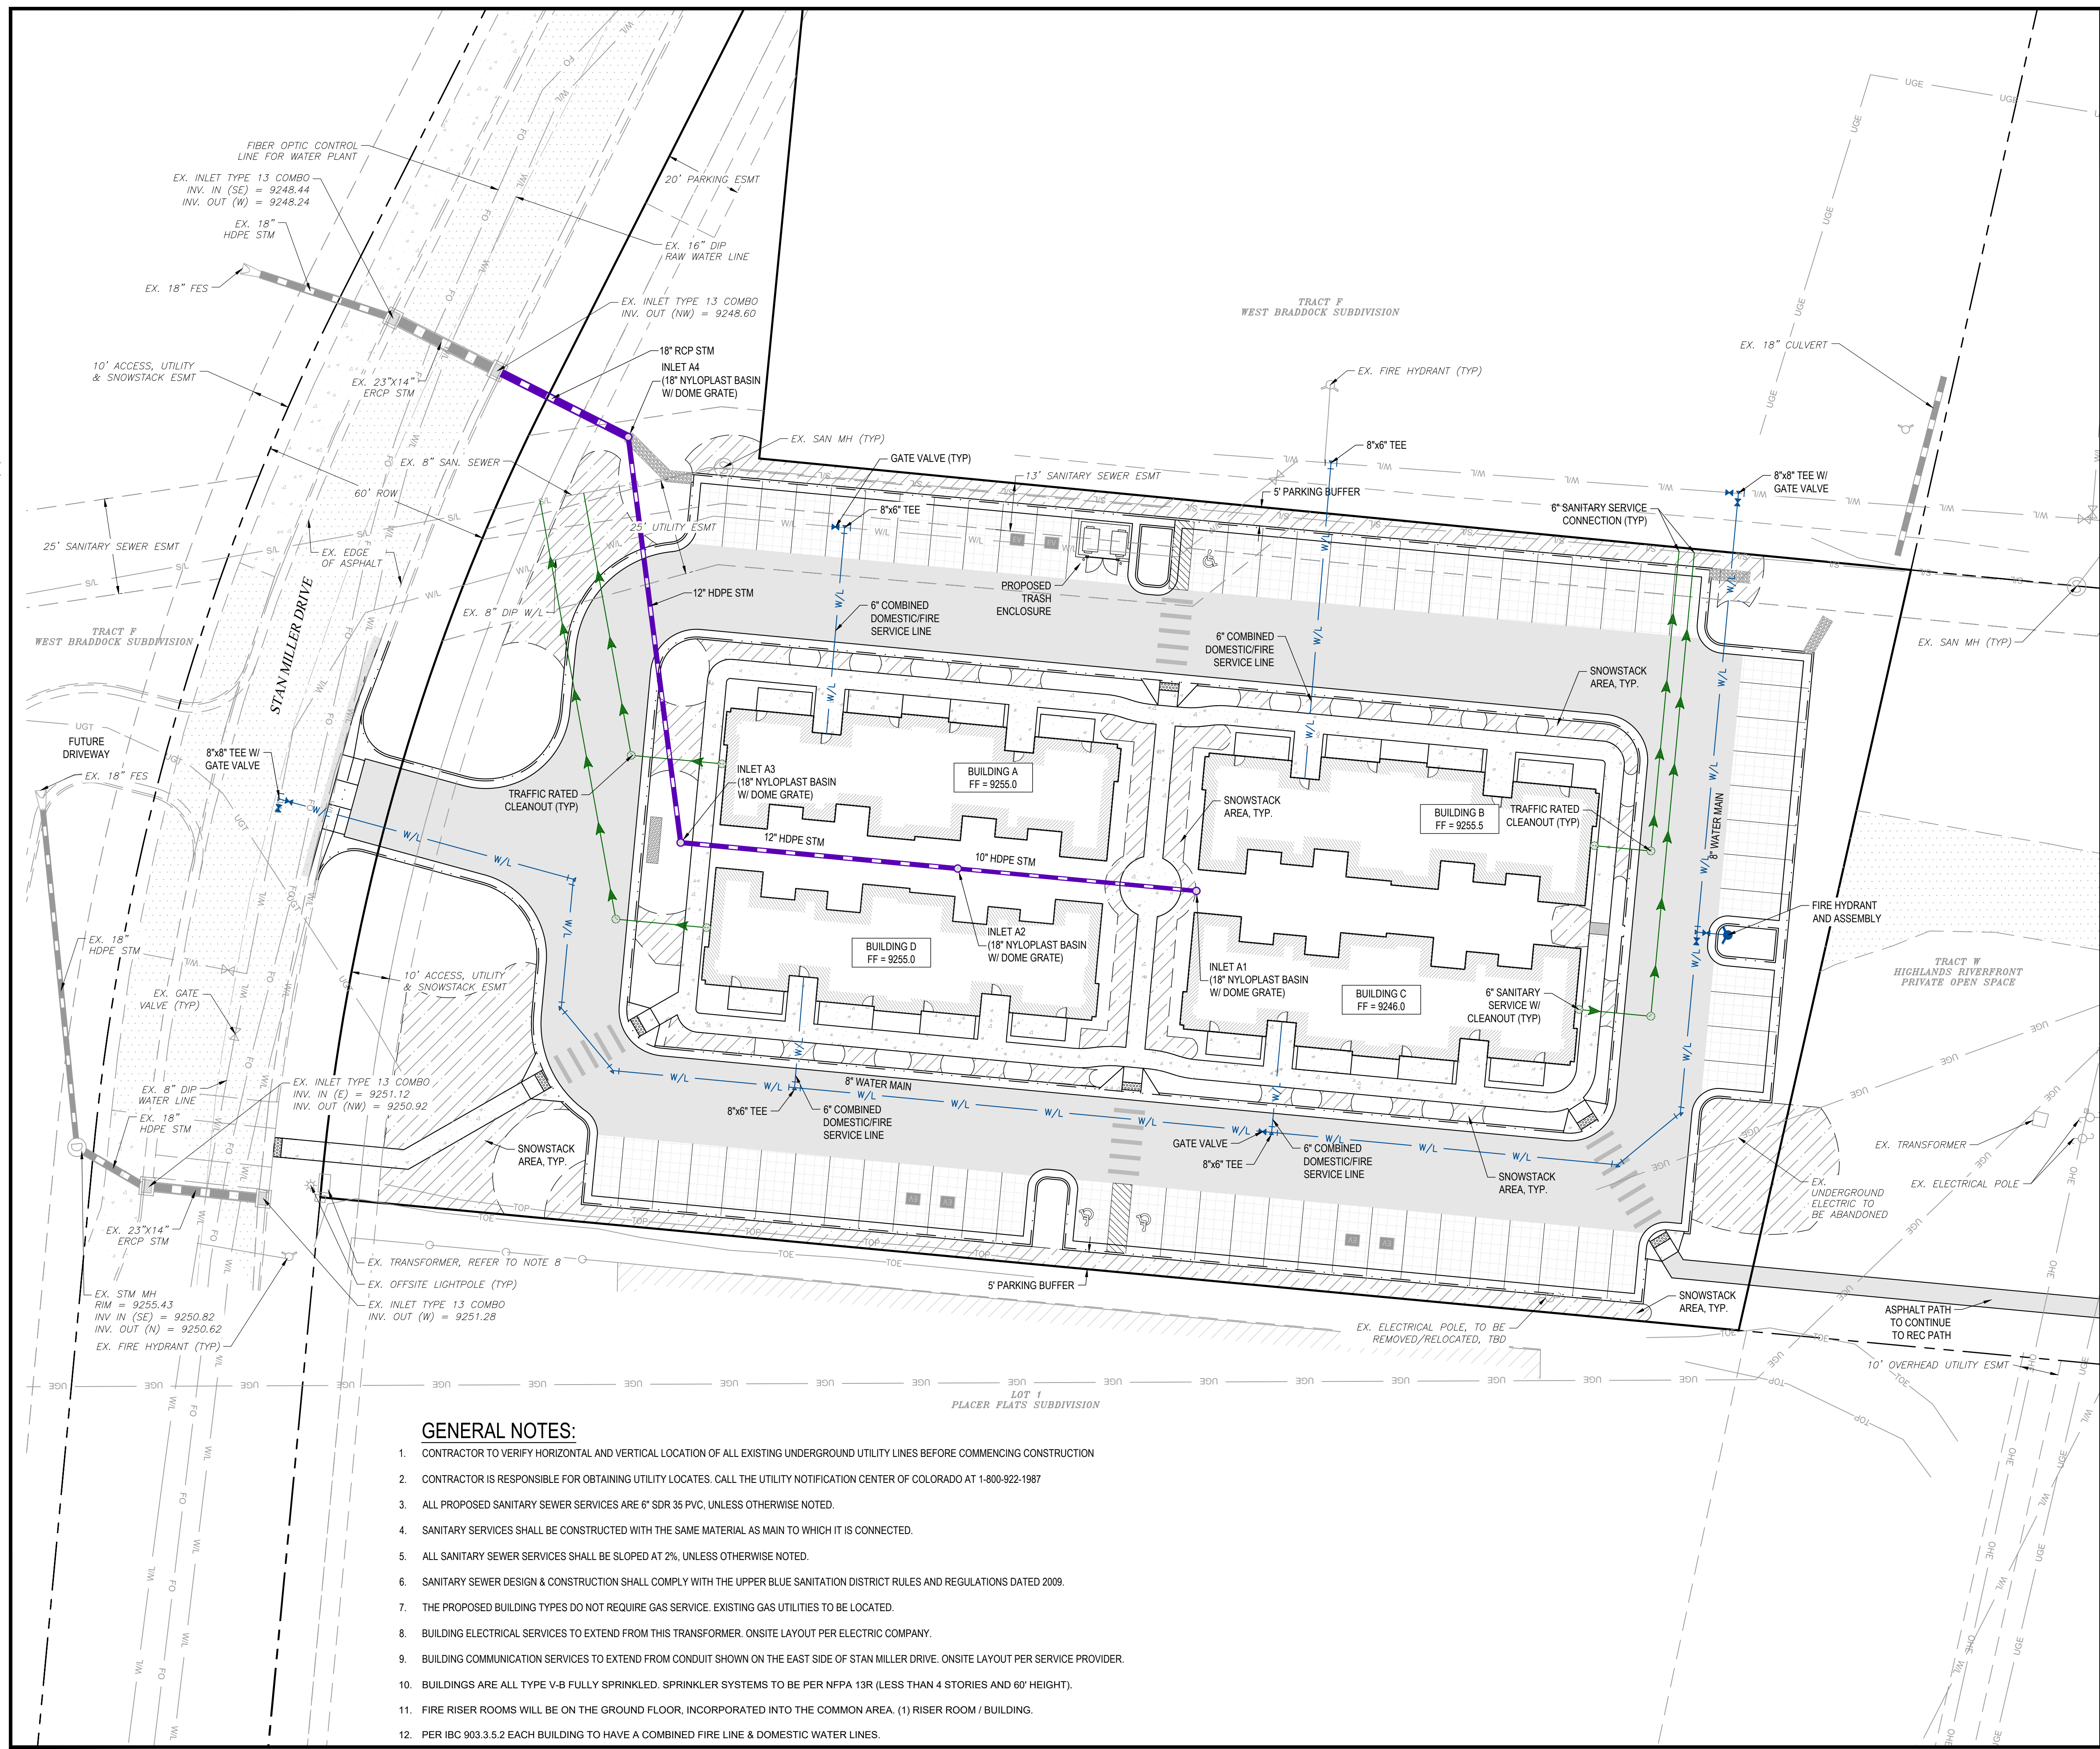 FIBER OPTIC CONTROL
LINE FOR WATER PLANT
EX. INLET TYPE 13 COMBO
INV. IN (SE) = 9248.44
INV. OUT (W) = 9248.24
EX. 18"
HDPE STM
EX. 18" FES
10' ACCESS, UTILITY
& SNOWSTACK ESMT
EX. 23"X14"
ERCP STM
20' PARKING ESMT
EX. 16" DIP
RAW WATER LINE
EX. INLET TYPE 13 COMBO
INV. OUT (NW) = 9248.60
18" RCP STM
INLET A4
(18" NYLOPLAST BASIN
W/ DOME GRATE)
TRACT F
WEST BRADDOCK SUBDIVISION
EX. FIRE HYDRANT (TYP)
EX. 18" CULVERT
UGE
EX. SAN MH (TYP)
GATE VALVE (TYP)
8"x6" TEE
13' SANITARY SEWER ESMT
8"x6" TEE
5' PARKING BUFFER
8"x8" TEE W/
GATE VALVE
6" SANITARY SERVICE
CONNECTION (TYP)
EX. 8" SAN. SEWER
60' ROW
25' UTILITY ESMT
25' SANITARY SEWER ESMT
EX. EDGE
OF ASPHALT
EX. 8" DIP W/L
12" HDPE STM
6" COMBINED
DOMESTIC/FIRE
SERVICE LINE
EV
EV
PROPOSED
TRASH
ENCLOSURE
6" COMBINED
DOMESTIC/FIRE
SERVICE LINE
SNOWSTACK
AREA, TYP.
EX. SAN MH (TYP)
TRACT F
WEST BRADDOCK SUBDIVISION
STAN MILLER DRIVE
UGT
FUTURE
DRIVEWAY
8"x8" TEE W/
GATE VALVE
EX. 18" FES
TRAFFIC RATED
CLEANOUT (TYP)
INLET A3
(18" NYLOPLAST BASIN
W/ DOME GRATE)
BUILDING A
FF = 9255.0
SNOWSTACK
AREA, TYP.
BUILDING B
FF = 9255.5
TRAFFIC RATED
CLEANOUT (TYP)
8" WATER MAIN
12" HDPE STM
10" HDPE STM
FIRE HYDRANT
AND ASSEMBLY
EX. 18"
HDPE STM
BUILDING D
FF = 9255.0
INLET A2
(18" NYLOPLAST BASIN
W/ DOME GRATE)
INLET A1
(18" NYLOPLAST BASIN
W/ DOME GRATE)
BUILDING C
FF = 9246.0
6" SANITARY
SERVICE W/
CLEANOUT (TYP)
TRACT W
HIGHLANDS RIVERFRONT
PRIVATE OPEN SPACE
EX. GATE
VALVE (TYP)
10' ACCESS, UTILITY
& SNOWSTACK ESMT
EX. 8" DIP
WATER LINE
EX. 18"
HDPE STM
EX. INLET TYPE 13 COMBO
INV. IN (E) = 9251.12
INV. OUT (NW) = 9250.92
8" WATER MAIN
8"x6" TEE
6" COMBINED
DOMESTIC/FIRE
SERVICE LINE
GATE VALVE
8"x6" TEE
6" COMBINED
DOMESTIC/FIRE
SERVICE LINE
SNOWSTACK
AREA, TYP.
SNOWSTACK
AREA, TYP.
EX. TRANSFORMER
EX. ELECTRICAL POLE
EX.
UNDERGROUND
ELECTRIC TO
BE ABANDONED
EX. 23"X14"
ERCP STM
EX. TRANSFORMER, REFER TO NOTE 8
EX. OFFSITE LIGHTPOLE (TYP)
EX. INLET TYPE 13 COMBO
INV. OUT (W) = 9251.28
EX. STM MH
RIM = 9255.43
INV IN (SE) = 9250.82
INV. OUT (N) = 9250.62
EX. FIRE HYDRANT (TYP)
5' PARKING BUFFER
SNOWSTACK
AREA, TYP.
EX. ELECTRICAL POLE, TO BE
REMOVED/RELOCATED, TBD
ASPHALT PATH
TO CONTINUE
TO REC PATH
10' OVERHEAD UTILITY ESMT
LOT 1
PLACER FLATS SUBDIVISION
GENERAL NOTES:
1. CONTRACTOR TO VERIFY HORIZONTAL AND VERTICAL LOCATION OF ALL EXISTING UNDERGROUND UTILITY LINES BEFORE COMMENCING CONSTRUCTION
2. CONTRACTOR IS RESPONSIBLE FOR OBTAINING UTILITY LOCATES. CALL THE UTILITY NOTIFICATION CENTER OF COLORADO AT 1-800-922-1987
3. ALL PROPOSED SANITARY SEWER SERVICES ARE 6" SDR 35 PVC, UNLESS OTHERWISE NOTED.
4. SANITARY SERVICES SHALL BE CONSTRUCTED WITH THE SAME MATERIAL AS MAIN TO WHICH IT IS CONNECTED.
5. ALL SANITARY SEWER SERVICES SHALL BE SLOPED AT 2%, UNLESS OTHERWISE NOTED.
6. SANITARY SEWER DESIGN & CONSTRUCTION SHALL COMPLY WITH THE UPPER BLUE SANITATION DISTRICT RULES AND REGULATIONS DATED 2009.
7. THE PROPOSED BUILDING TYPES DO NOT REQUIRE GAS SERVICE. EXISTING GAS UTILITIES TO BE LOCATED.
8. BUILDING ELECTRICAL SERVICES TO EXTEND FROM THIS TRANSFORMER. ONSITE LAYOUT PER ELECTRIC COMPANY.
9. BUILDING COMMUNICATION SERVICES TO EXTEND FROM CONDUIT SHOWN ON THE EAST SIDE OF STAN MILLER DRIVE. ONSITE LAYOUT PER SERVICE PROVIDER.
10. BUILDINGS ARE ALL TYPE V-B FULLY SPRINKLED. SPRINKLER SYSTEMS TO BE PER NFPA 13R (LESS THAN 4 STORIES AND 60' HEIGHT).
11. FIRE RISER ROOMS WILL BE ON THE GROUND FLOOR, INCORPORATED INTO THE COMMON AREA. (1) RISER ROOM / BUILDING.
12. PER IBC 903.3.5.2 EACH BUILDING TO HAVE A COMBINED FIRE LINE & DOMESTIC WATER LINES.